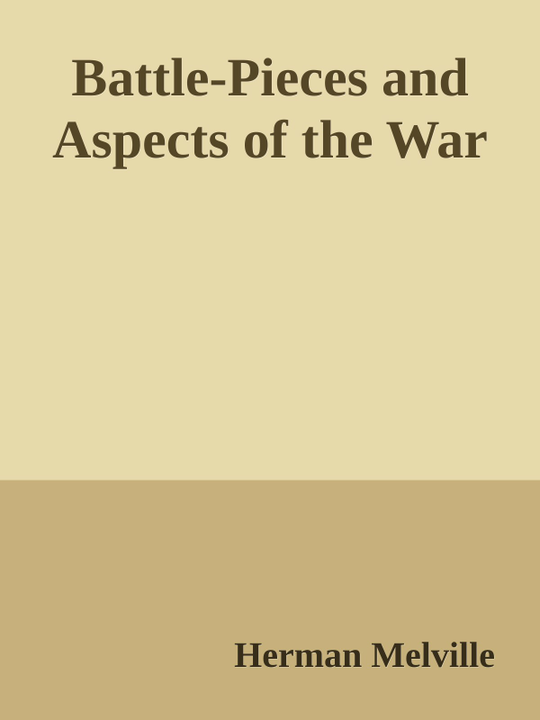 Battle-Pieces and
Aspects of the War
Herman Melville